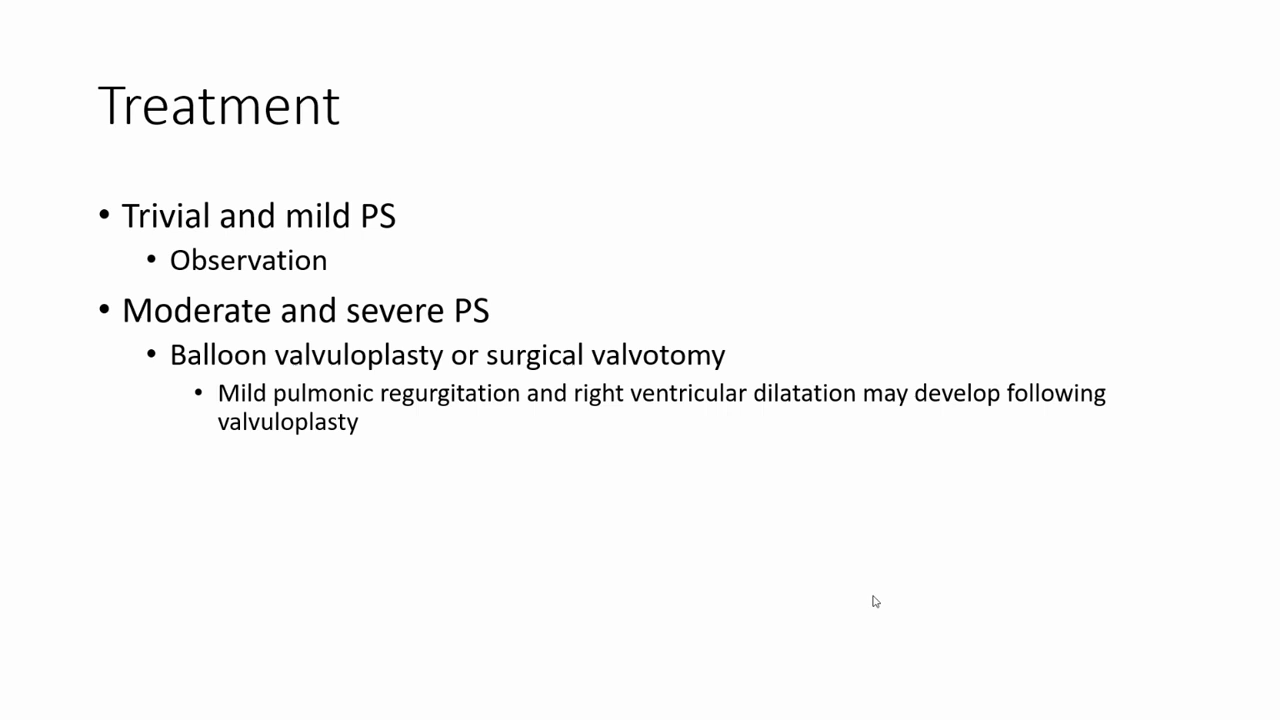 Treatment
• Trivial and mild PS
• Observation
• Moderate and severe PS
• Balloon valvuloplasty or surgical valvotomy
• Mild pulmonic regurgitation and right ventricular dilatation may develop following
valvuloplasty